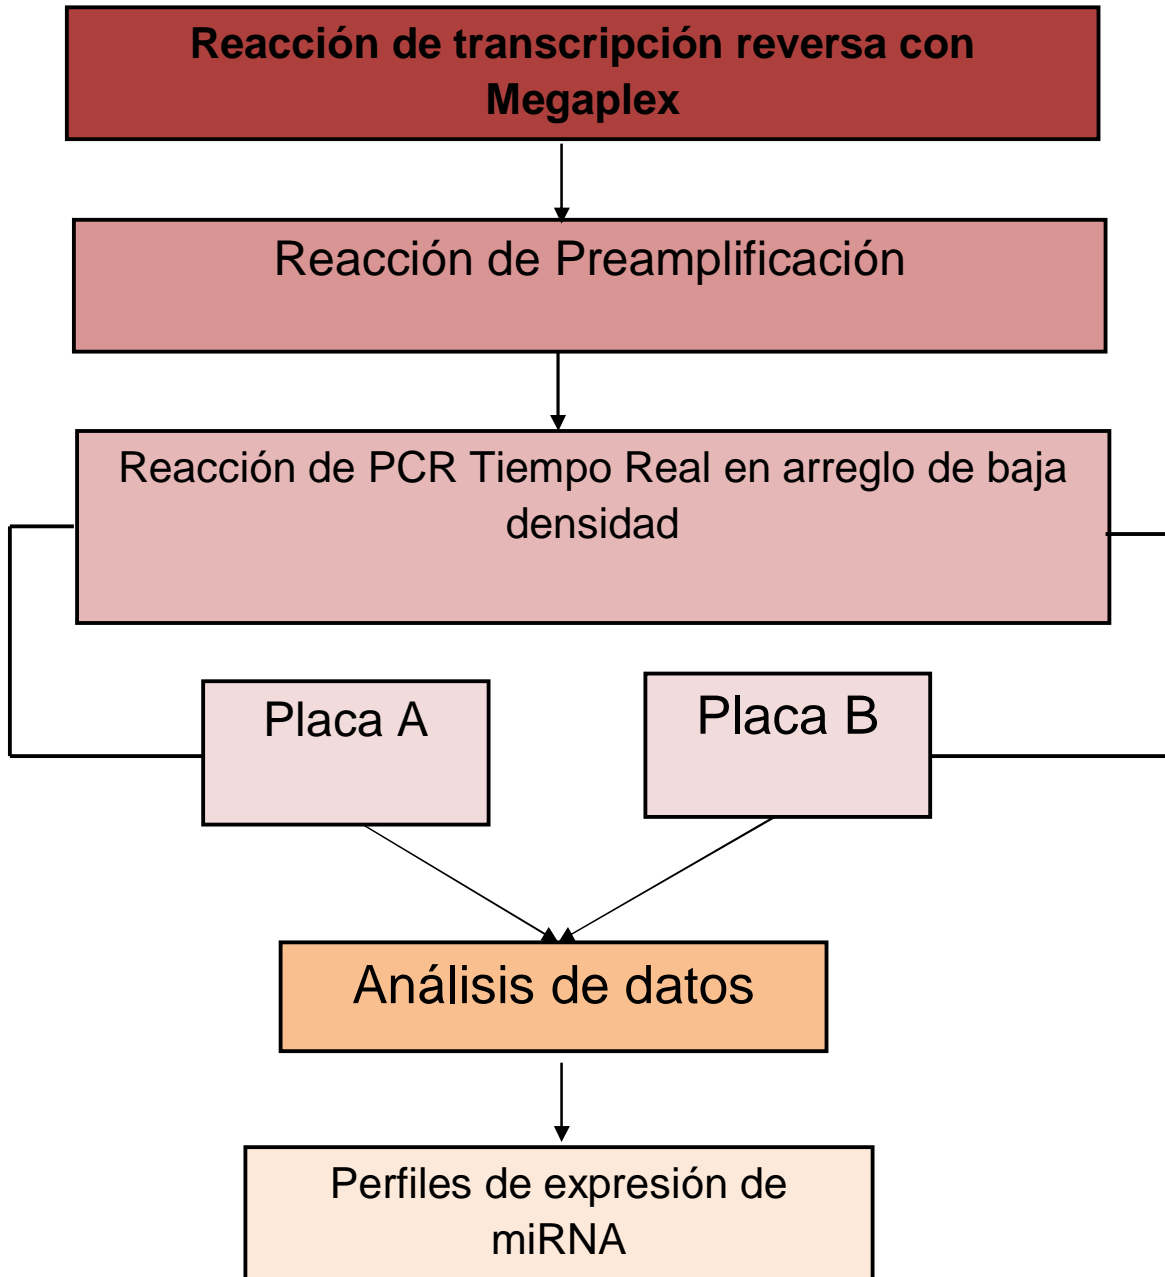 Reacción de transcripción reversa con
Megaplex
Reacción de Preamplificación
Reacción de PCR Tiempo Real en arreglo de baja
densidad
Placa A
Placa B
Análisis de datos
Perfiles de expresión de
miRNA